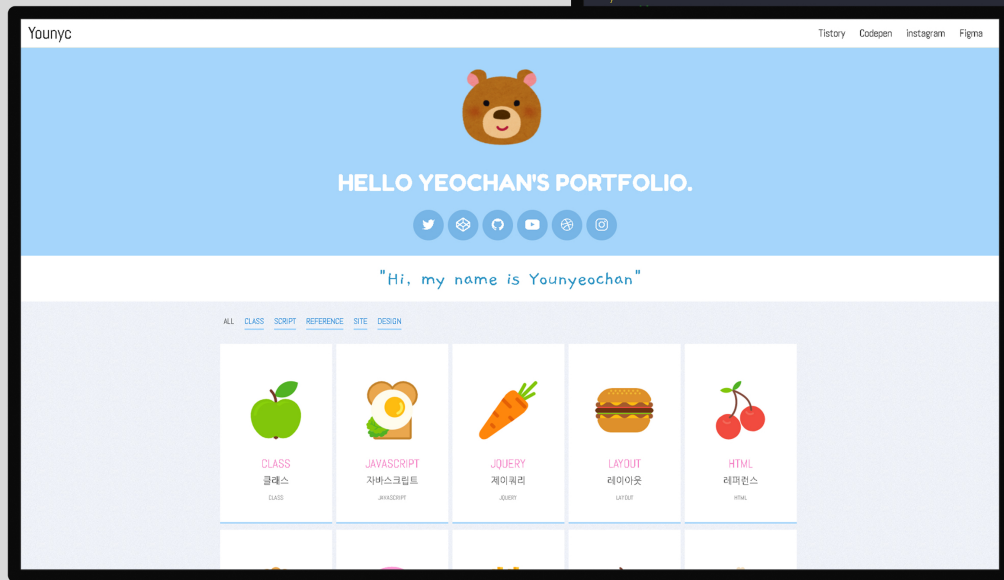 Younyc
Tistory Codepen instagram Figma
HELLO YEOCHAN'S PORTFOLIO.
"Hi, my name is Younyeochan"
ALL CLASS SCRIPT REFERENCE SITE DESIGN
CLASS
클래스
CLASS
JAVASCRIPT
자바스크립트
JAVASCRIPT
JQUERY
제이쿼리
JQUERY
LAYOUT
레이아웃
LAYOUT
HTML
레퍼런스
HTML